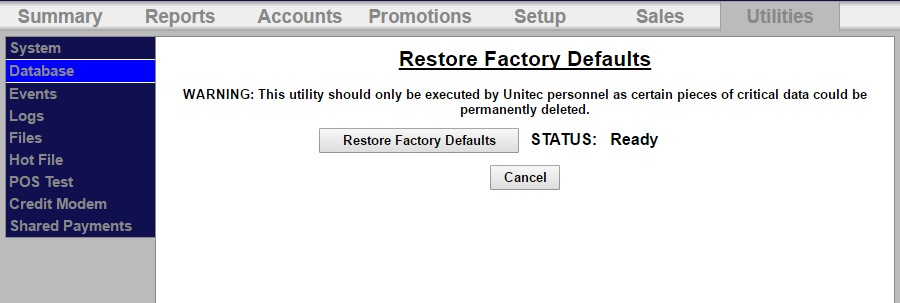 Summary Reports Accounts Promotions Setup Sales Utilities
System
Database
Events
Logs
Files
Hot File
POS Test
Credit Modem
Shared Payments
Restore Factory Defaults
WARNING: This utility should only be executed by Unitec personnel as certain pieces of critical data could be
permanently deleted.
Restore Factory Defaults STATUS: Ready
Cancel